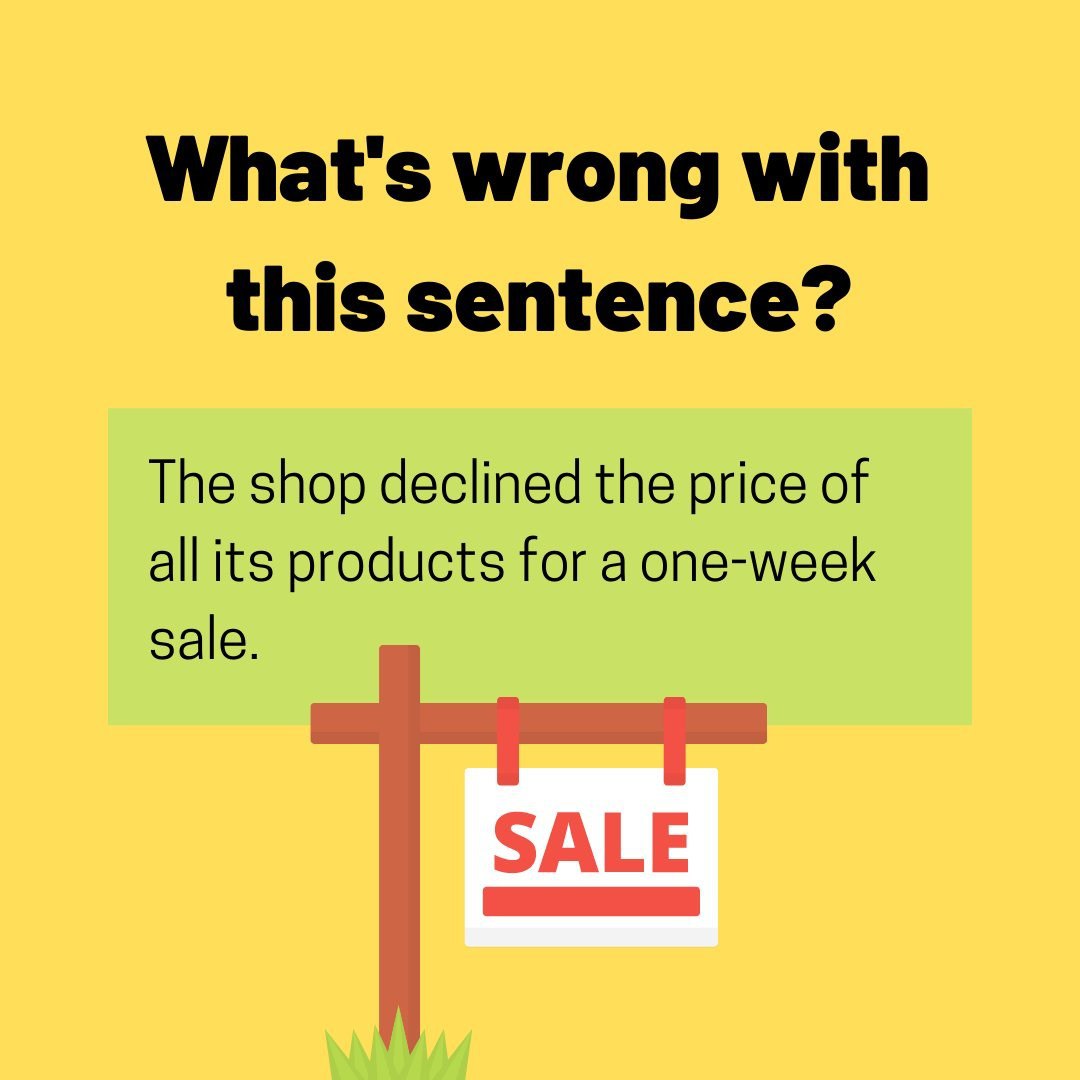 What's wrong with
this sentence?
The shop declined the price of
all its products for a one-week
sale.
SALE